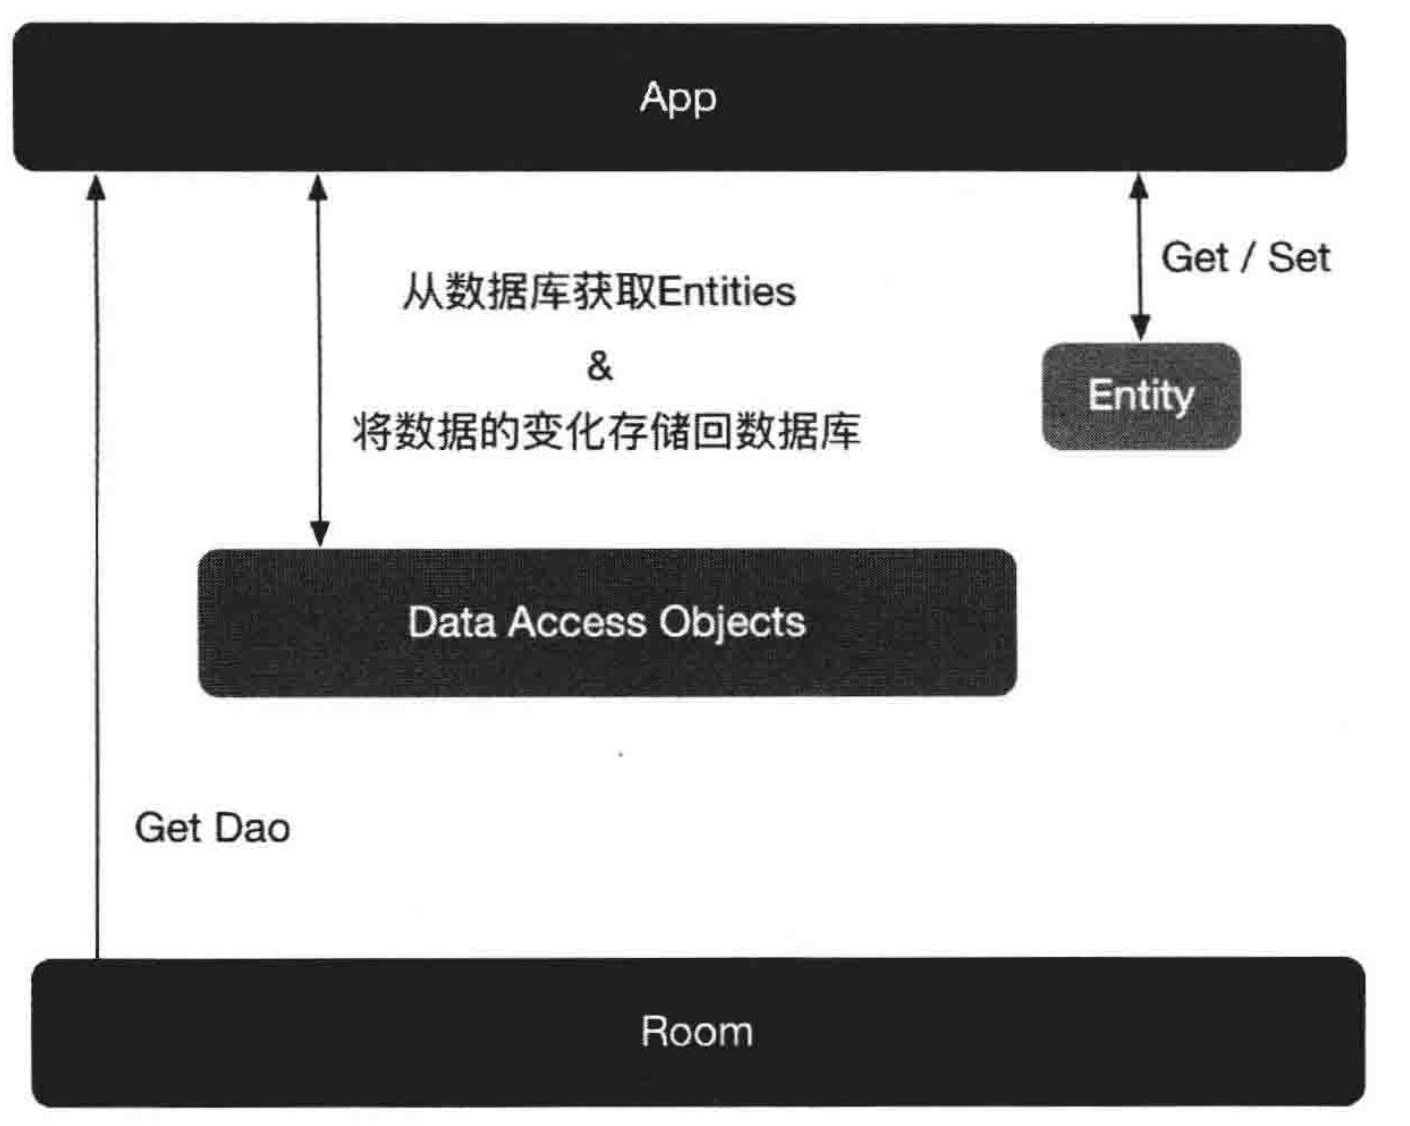 App
Get / Set
从数据库获取Entities
&
Entity
将数据的变化存储回数据库
Data Access Objects
Get Dao
Room